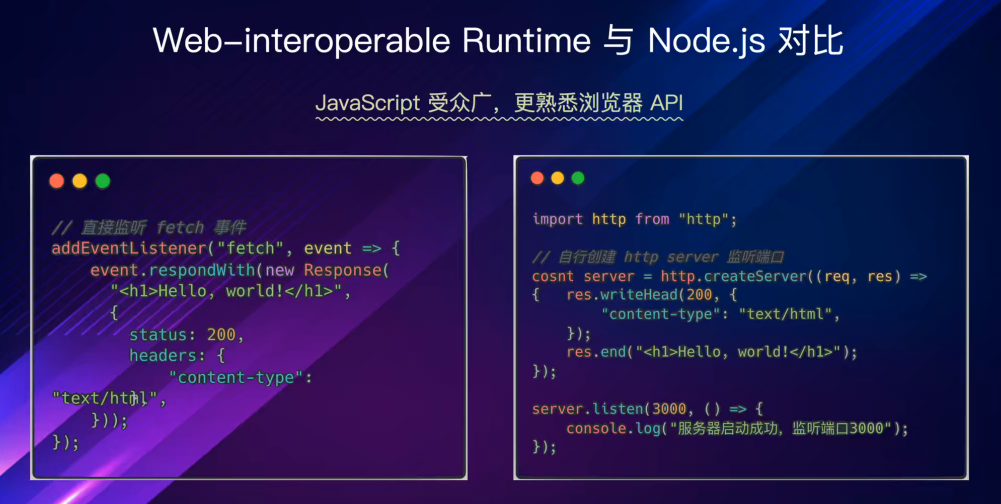 Web-interoperable Runtime 与 Node.js 对比
JavaScript 受众广，更熟悉浏览器 API
// 直接监听 fetch 事件
addEventListener("fetch", event => {
    event.respondWith(new Response(
      "<h1>Hello, world!</h1>",
      {
        status: 200,
        headers: {
            "content-type":
"text/html",
        },
    }));
});
import http from "http";
// 自行创建 http server 监听端口
cosnt server = http.createServer((req, res) =>
{   res.writeHead(200, {
        "content-type": "text/html",
    });
    res.end("<h1>Hello, world!</h1>");
});
server.listen(3000, () => {
    console.log("服务器启动成功，监听端口3000");
});